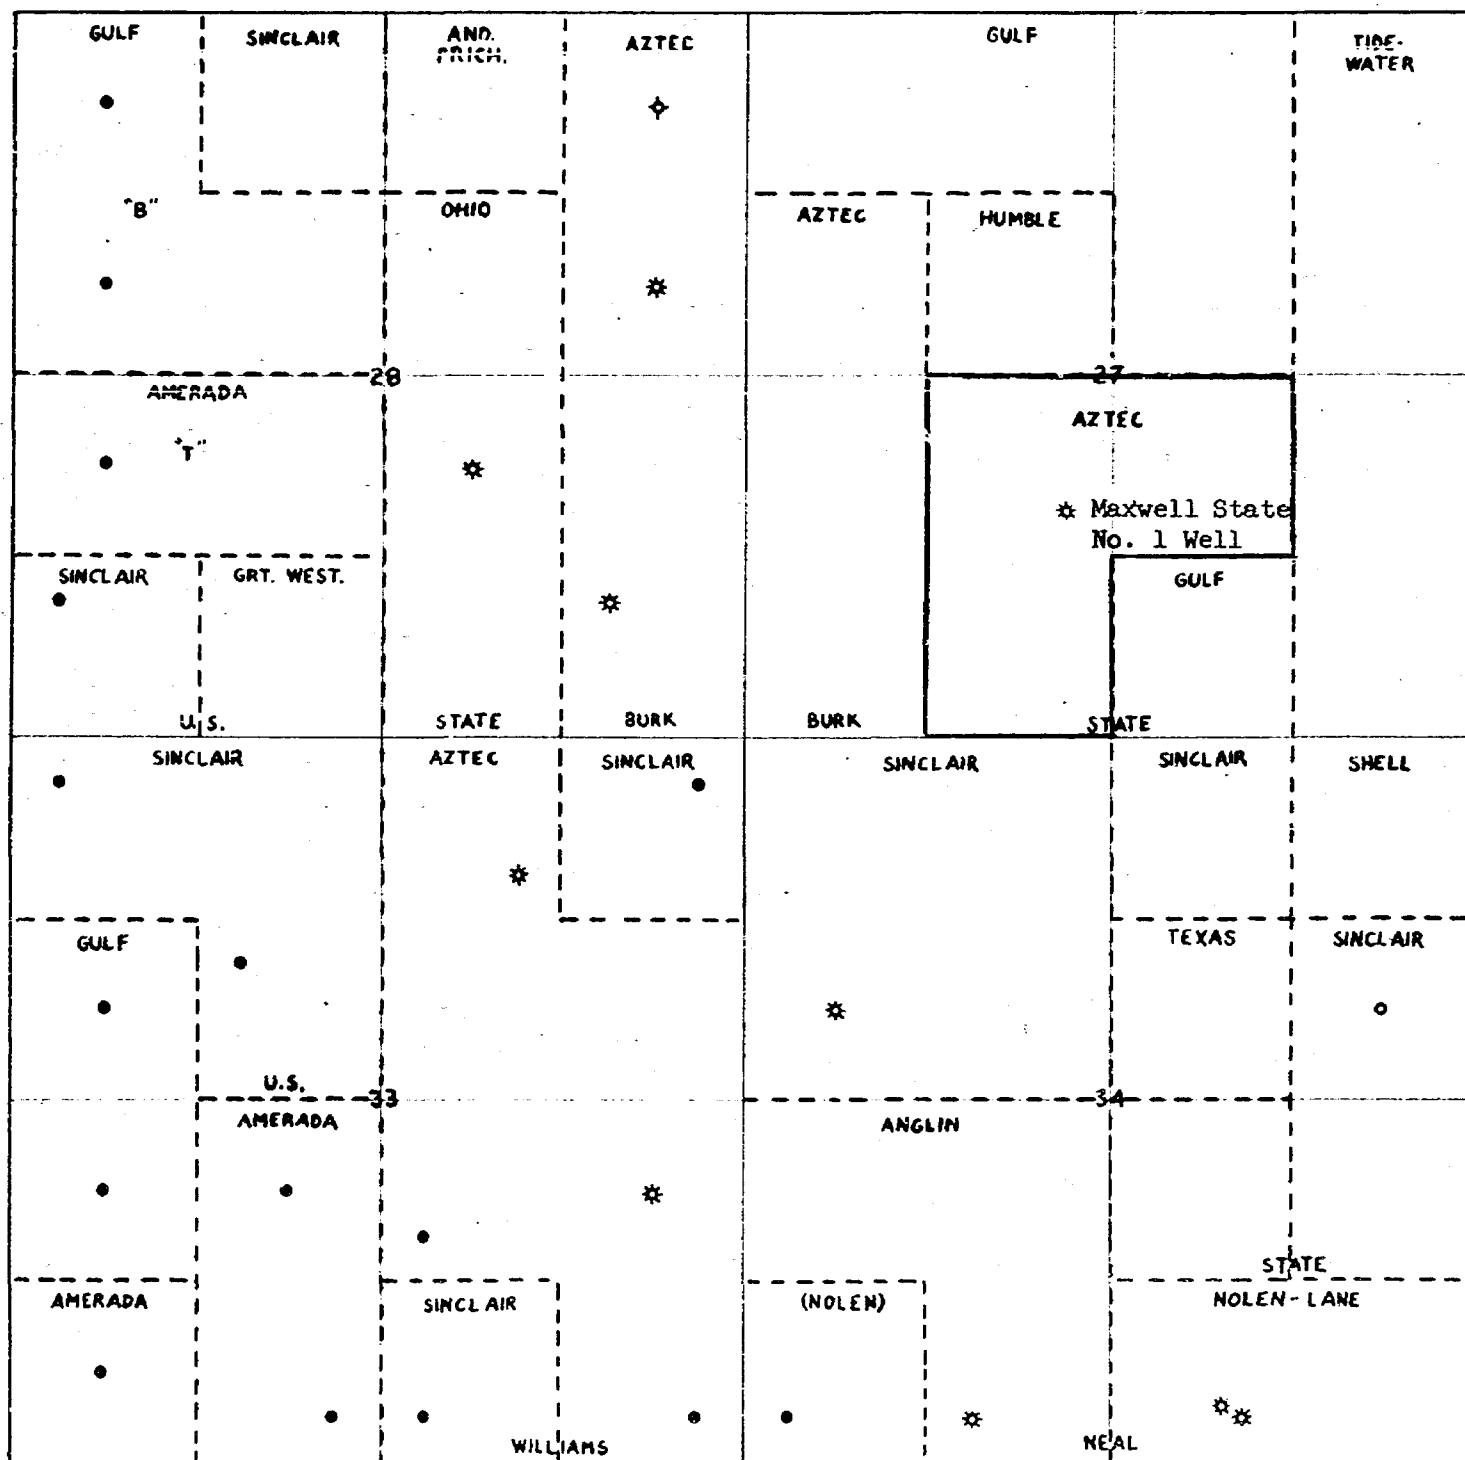 GULF
SINCLAIR
AND.
PRICH.
AZTEC
GULF
TIDE-
WATER
"B"
OHIO
AZTEC
HUMBLE
28
27
AMERADA
"T"
AZTEC
Maxwell State
No. 1 Well
SINCLAIR
GRT. WEST.
GULF
U.S.
STATE
BURK
BURK
STATE
SINCLAIR
AZTEC
SINCLAIR
SINCLAIR
SINCLAIR
SHELL
GULF
TEXAS
SINCLAIR
U.S.
33
34
AMERADA
ANGLIN
STATE
AMERADA
SINCLAIR
(NOLEN)
NOLEN-LANE
WILLIAMS
NEAL